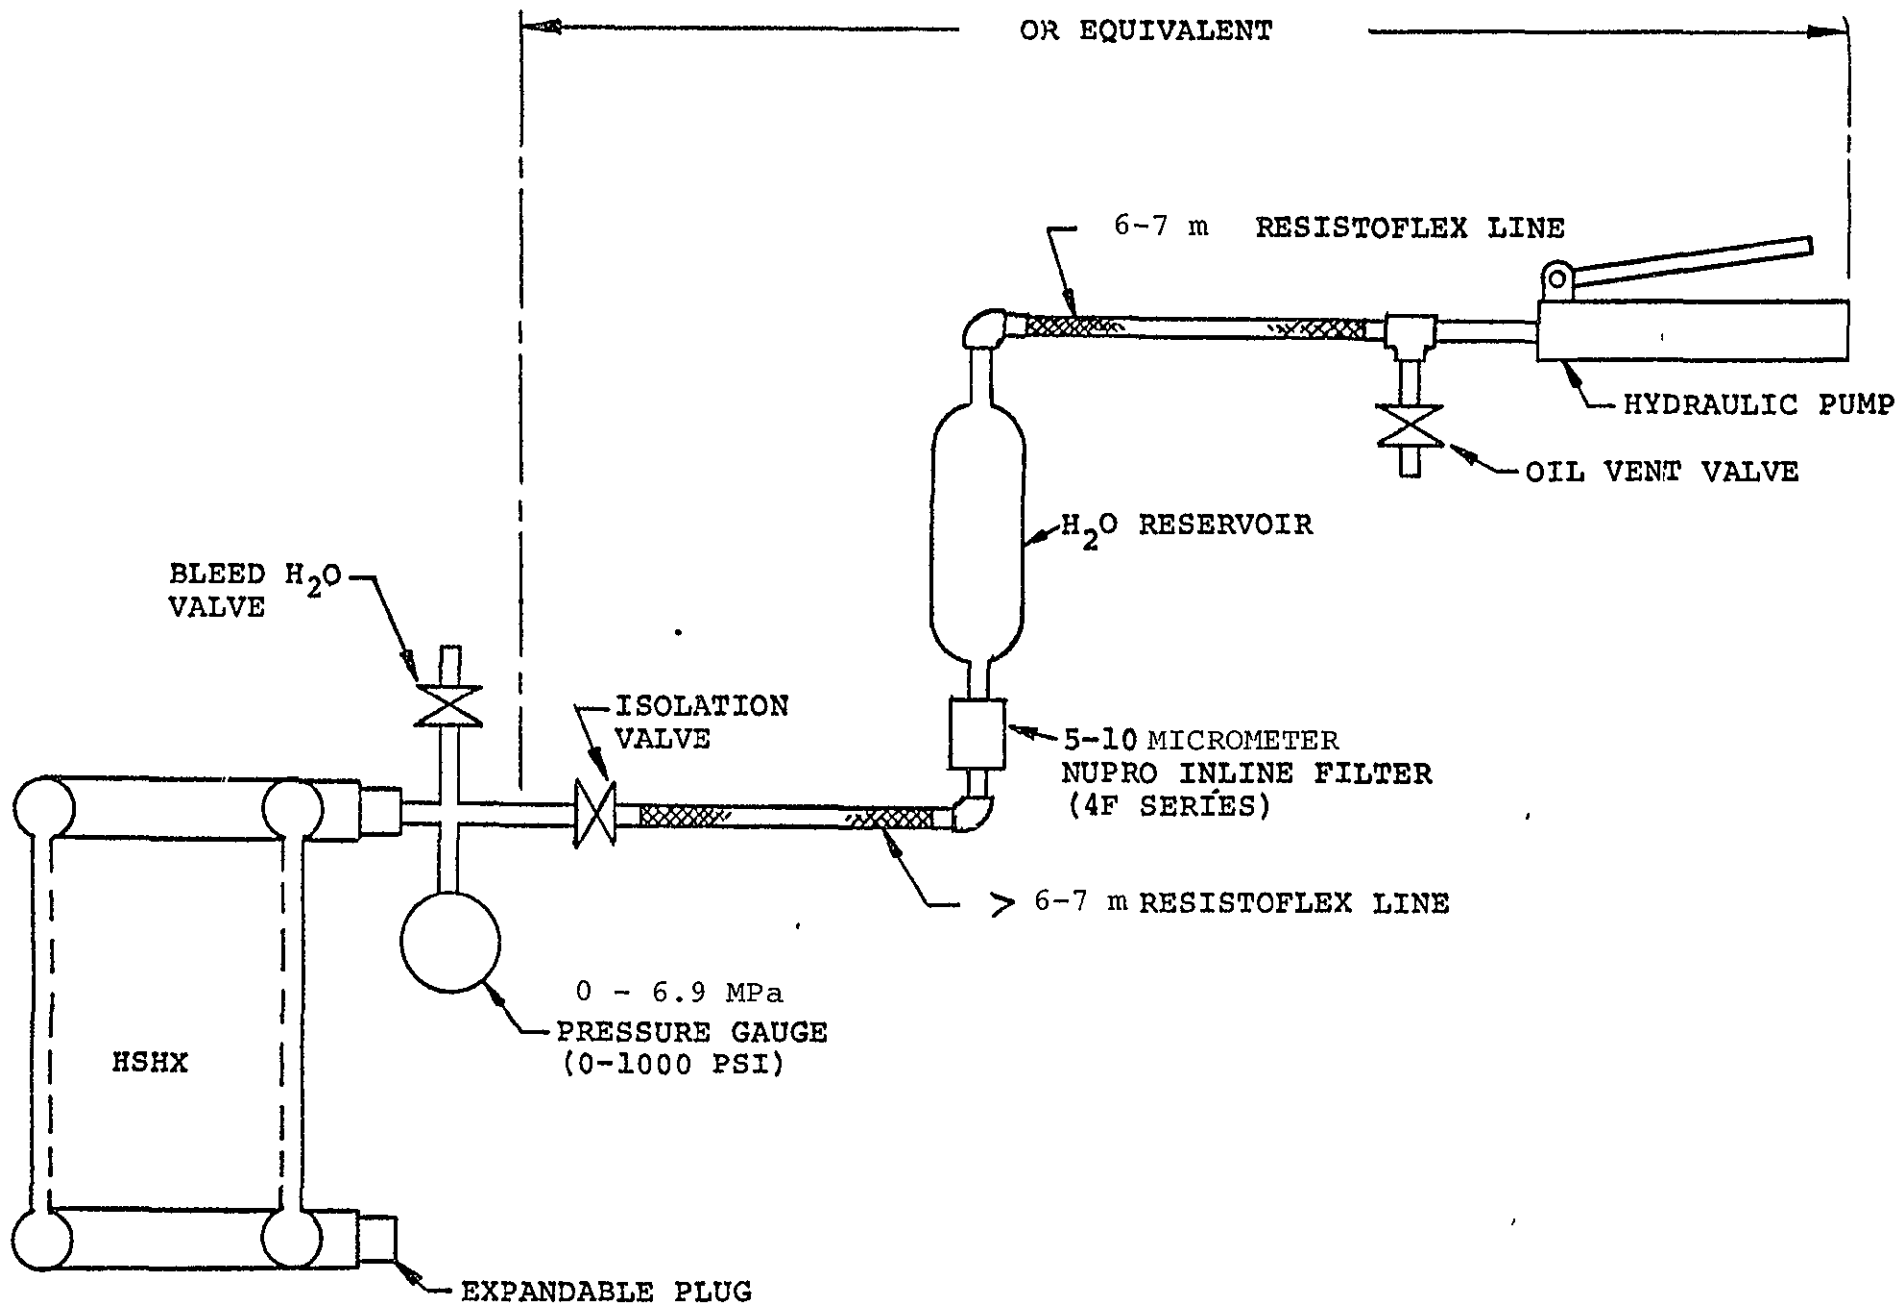 OR EQUIVALENT
6-7 m RESISTOFLEX LINE
HYDRAULIC PUMP
OIL VENT VALVE
H₂O RESERVOIR
BLEED H₂O
VALVE
ISOLATION
VALVE
5-10 MICROMETER
NUPRO INLINE FILTER
(4F SERIES)
> 6-7 m RESISTOFLEX LINE
0 - 6.9 MPa
PRESSURE GAUGE
(0-1000 PSI)
HSHX
EXPANDABLE PLUG